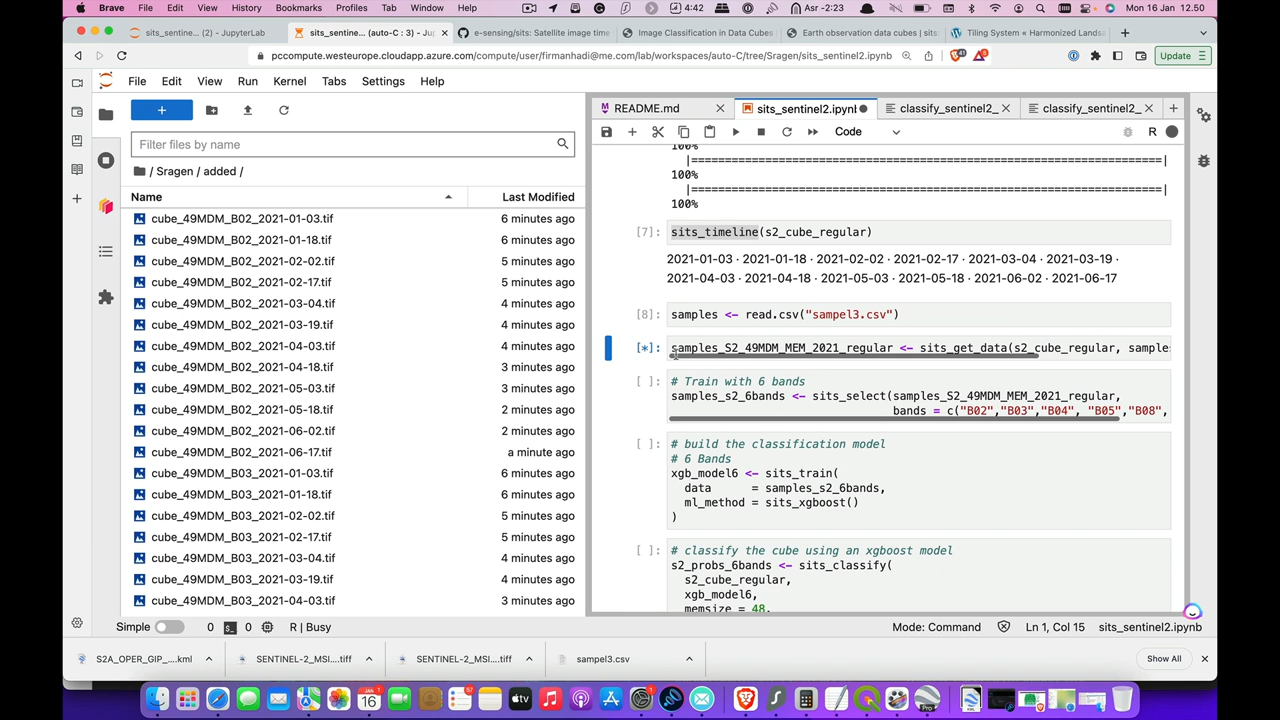 Brave File Edit View History Bookmarks Profiles Tab Window Help 4:42 Asr -2:23 Mon 16 Jan 12.50
sits_sentine... (2) - JupyterLab
sits_sentine... (auto-C : 3) - Ju
e-sensing/sits: Satellite image time
Image Classification in Data Cubes
Earth observation data cubes | sits:
Tiling System « Harmonized Landsa
pccompute.westeurope.cloudapp.azure.com/compute/user/firmanhadi@me.com/lab/workspaces/auto-C/tree/Sragen/sits_sentinel2.ipynb
Update
File Edit View Run Kernel Tabs Settings Help
Filter files by name
/ Sragen / added /
Name Last Modified
cube_49MDM_B02_2021-01-03.tif 6 minutes ago
cube_49MDM_B02_2021-01-18.tif 6 minutes ago
cube_49MDM_B02_2021-02-02.tif 5 minutes ago
cube_49MDM_B02_2021-02-17.tif 5 minutes ago
cube_49MDM_B02_2021-03-04.tif 4 minutes ago
cube_49MDM_B02_2021-03-19.tif 4 minutes ago
cube_49MDM_B02_2021-04-03.tif 4 minutes ago
cube_49MDM_B02_2021-04-18.tif 3 minutes ago
cube_49MDM_B02_2021-05-03.tif 3 minutes ago
cube_49MDM_B02_2021-05-18.tif 2 minutes ago
cube_49MDM_B02_2021-06-02.tif 2 minutes ago
cube_49MDM_B02_2021-06-17.tif a minute ago
cube_49MDM_B03_2021-01-03.tif 6 minutes ago
cube_49MDM_B03_2021-01-18.tif 6 minutes ago
cube_49MDM_B03_2021-02-02.tif 5 minutes ago
cube_49MDM_B03_2021-02-17.tif 5 minutes ago
cube_49MDM_B03_2021-03-04.tif 4 minutes ago
cube_49MDM_B03_2021-03-19.tif 4 minutes ago
cube_49MDM_B03_2021-04-03.tif 3 minutes ago
README.md
sits_sentinel2.ipynl
classify_sentinel2_
classify_sentinel2_
Code
R
100%
|======================================================================|
100%
|======================================================================|
100%
[7]: sits_timeline(s2_cube_regular)
2021-01-03 · 2021-01-18 · 2021-02-02 · 2021-02-17 · 2021-03-04 · 2021-03-19 ·
2021-04-03 · 2021-04-18 · 2021-05-03 · 2021-05-18 · 2021-06-02 · 2021-06-17
[8]: samples <- read.csv("sampel3.csv")
[*]: samples_S2_49MDM_MEM_2021_regular <- sits_get_data(s2_cube_regular, sample
[ ]: # Train with 6 bands
samples_s2_6bands <- sits_select(samples_S2_49MDM_MEM_2021_regular,
bands = c("B02","B03","B04", "B05","B08",
[ ]: # build the classification model
# 6 Bands
xgb_model6 <- sits_train(
data = samples_s2_6bands,
ml_method = sits_xgboost()
)
[ ]: # classify the cube using an xgboost model
s2_probs_6bands <- sits_classify(
s2_cube_regular,
xgb_model6,
memsize = 48,
Simple 0 0 R | Busy Mode: Command Ln 1, Col 15 sits_sentinel2.ipynb
S2A_OPER_GIP_....kml
SENTINEL-2_MSI....tiff
SENTINEL-2_MSI....tiff
sampel3.csv
Show All